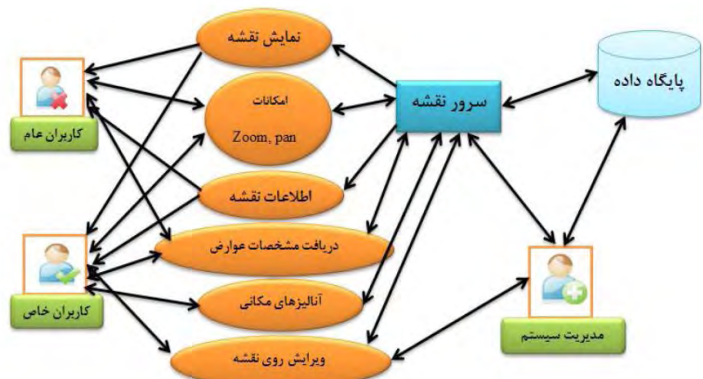 نمایش نقشه
پایگاه داده
سرور نقشه
امکانات
Zoom, pan
کاربران عام
اطلاعات نقشه
دریافت مشخصات عوارض
آنالیزهای مکانی
کاربران خاص
مدیریت سیستم
ویرایش روی نقشه